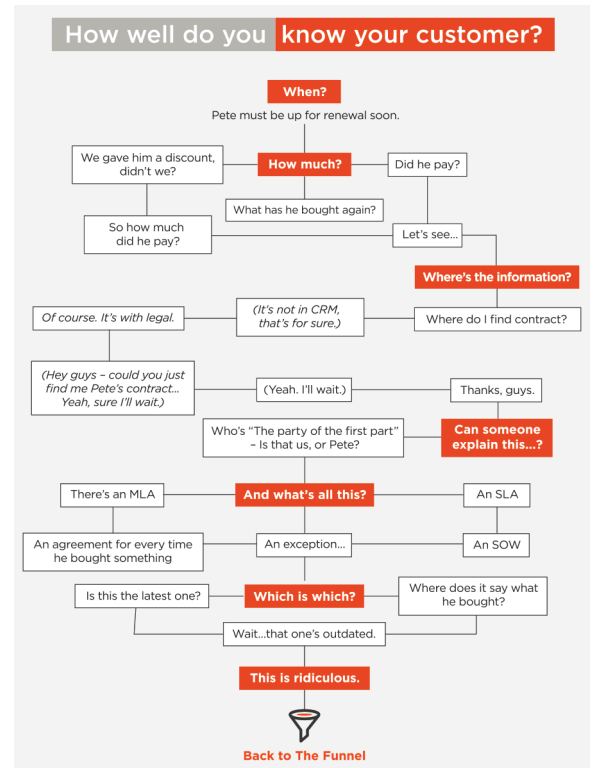 How well do you know your customer?
When?
Pete must be up for renewal soon.
We gave him a discount,
didn't we?
How much?
Did he pay?
What has he bought again?
So how much
did he pay?
Let's see...
Where's the information?
Of course. It's with legal.
(It's not in CRM,
that's for sure.)
Where do I find contract?
(Hey guys – could you just
find me Pete's contract...
Yeah, sure I'll wait.)
(Yeah. I'll wait.)
Thanks, guys.
Who's “The party of the first part”
– Is that us, or Pete?
Can someone
explain this...?
There's an MLA
And what's all this?
An SLA
An agreement for every time
he bought something
An exception...
An SOW
Is this the latest one?
Which is which?
Where does it say what
he bought?
Wait...that one's outdated.
This is ridiculous.
Back to The Funnel